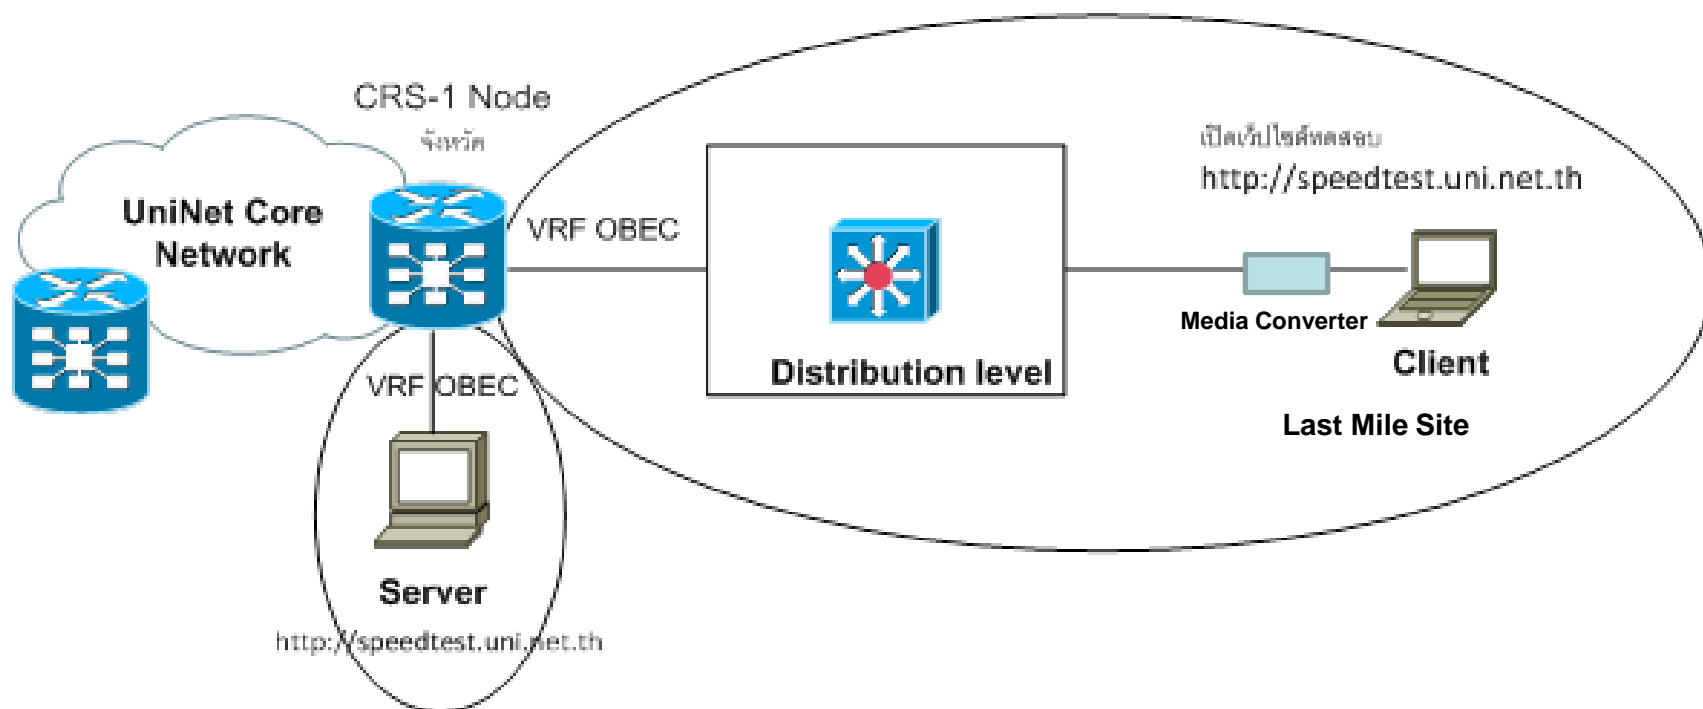 CRS-1 Node
จังหวัด
UniNet Core
Network
VRF OBEC
VRF OBEC
Server
http://speedtest.uni.net.th
Distribution level
เปิดเว็บไซต์ทดสอบ
http://speedtest.uni.net.th
Media Converter
Client
Last Mile Site